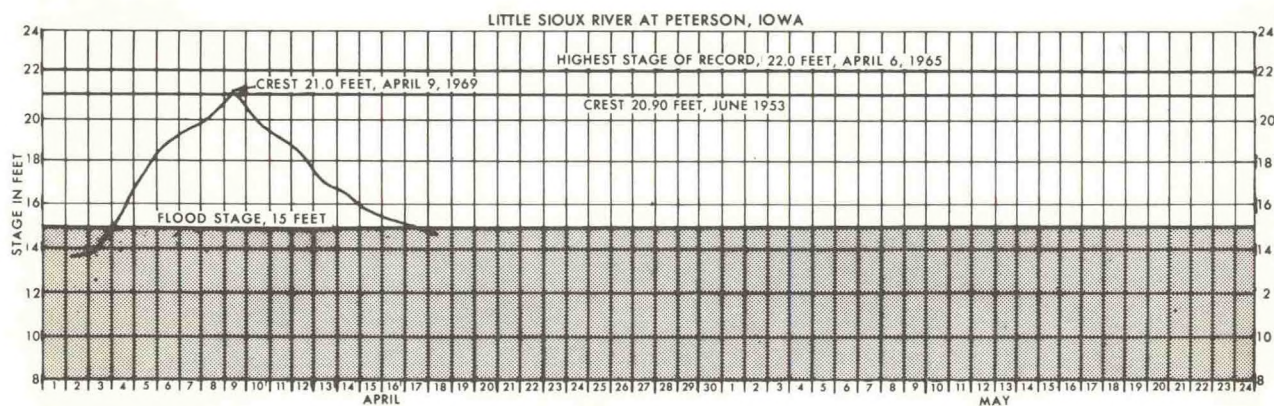 LITTLE SIOUX RIVER AT PETERSON, IOWA
24 24
HIGHEST STAGE OF RECORD, 22.0 FEET, APRIL 6, 1965
22 22
CREST 21.0 FEET, APRIL 9, 1969
CREST 20.90 FEET, JUNE 1953
20 20
STAGE IN FEET
18 18
16 16
FLOOD STAGE, 15 FEET
14 14
12 2
10 10
8 8
1 2 3 4 5 6 7 8 9 10 11 12 13 14 15 16 17 18 19 20 21 22 23 24 25 26 27 28 29 30 1 2 3 4 5 6 7 8 9 10 11 12 13 14 15 16 17 18 19 20 21 22 23 24
APRIL MAY